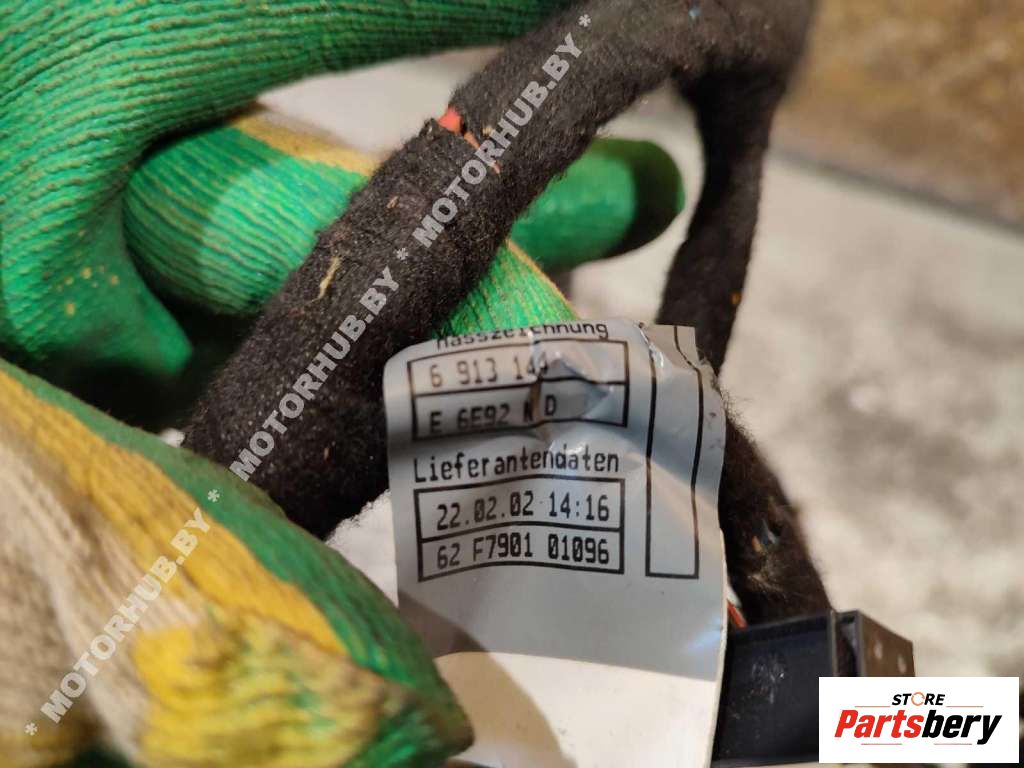 * MOTORHUB.BY * MOTORHUB.BY * MOTORHUB.BY * MOTORHUB.BY *
Masszeichnung
6 913
E 6E92 D
Lieferantendaten
22.02.02 14:16
62 F7901 01096
STORE
Partsbery